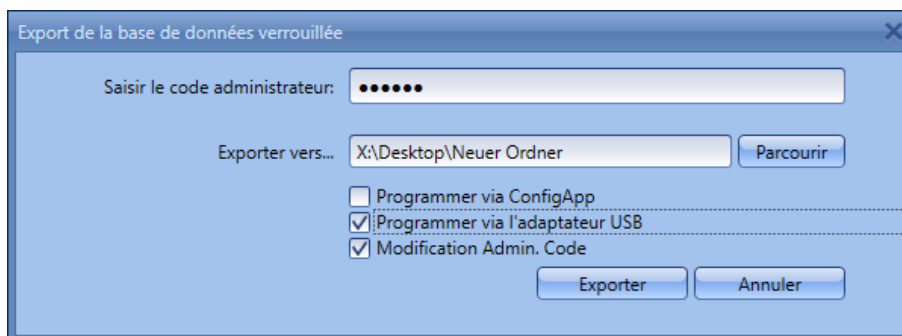 Export de la base de données verrouillée
Saisir le code administrateur: ●●●●●●
Exporter vers... X:\Desktop\Neuer Ordner Parcourir
Programmer via ConfigApp
Programmer via l'adaptateur USB
Modification Admin. Code
Exporter Annuler